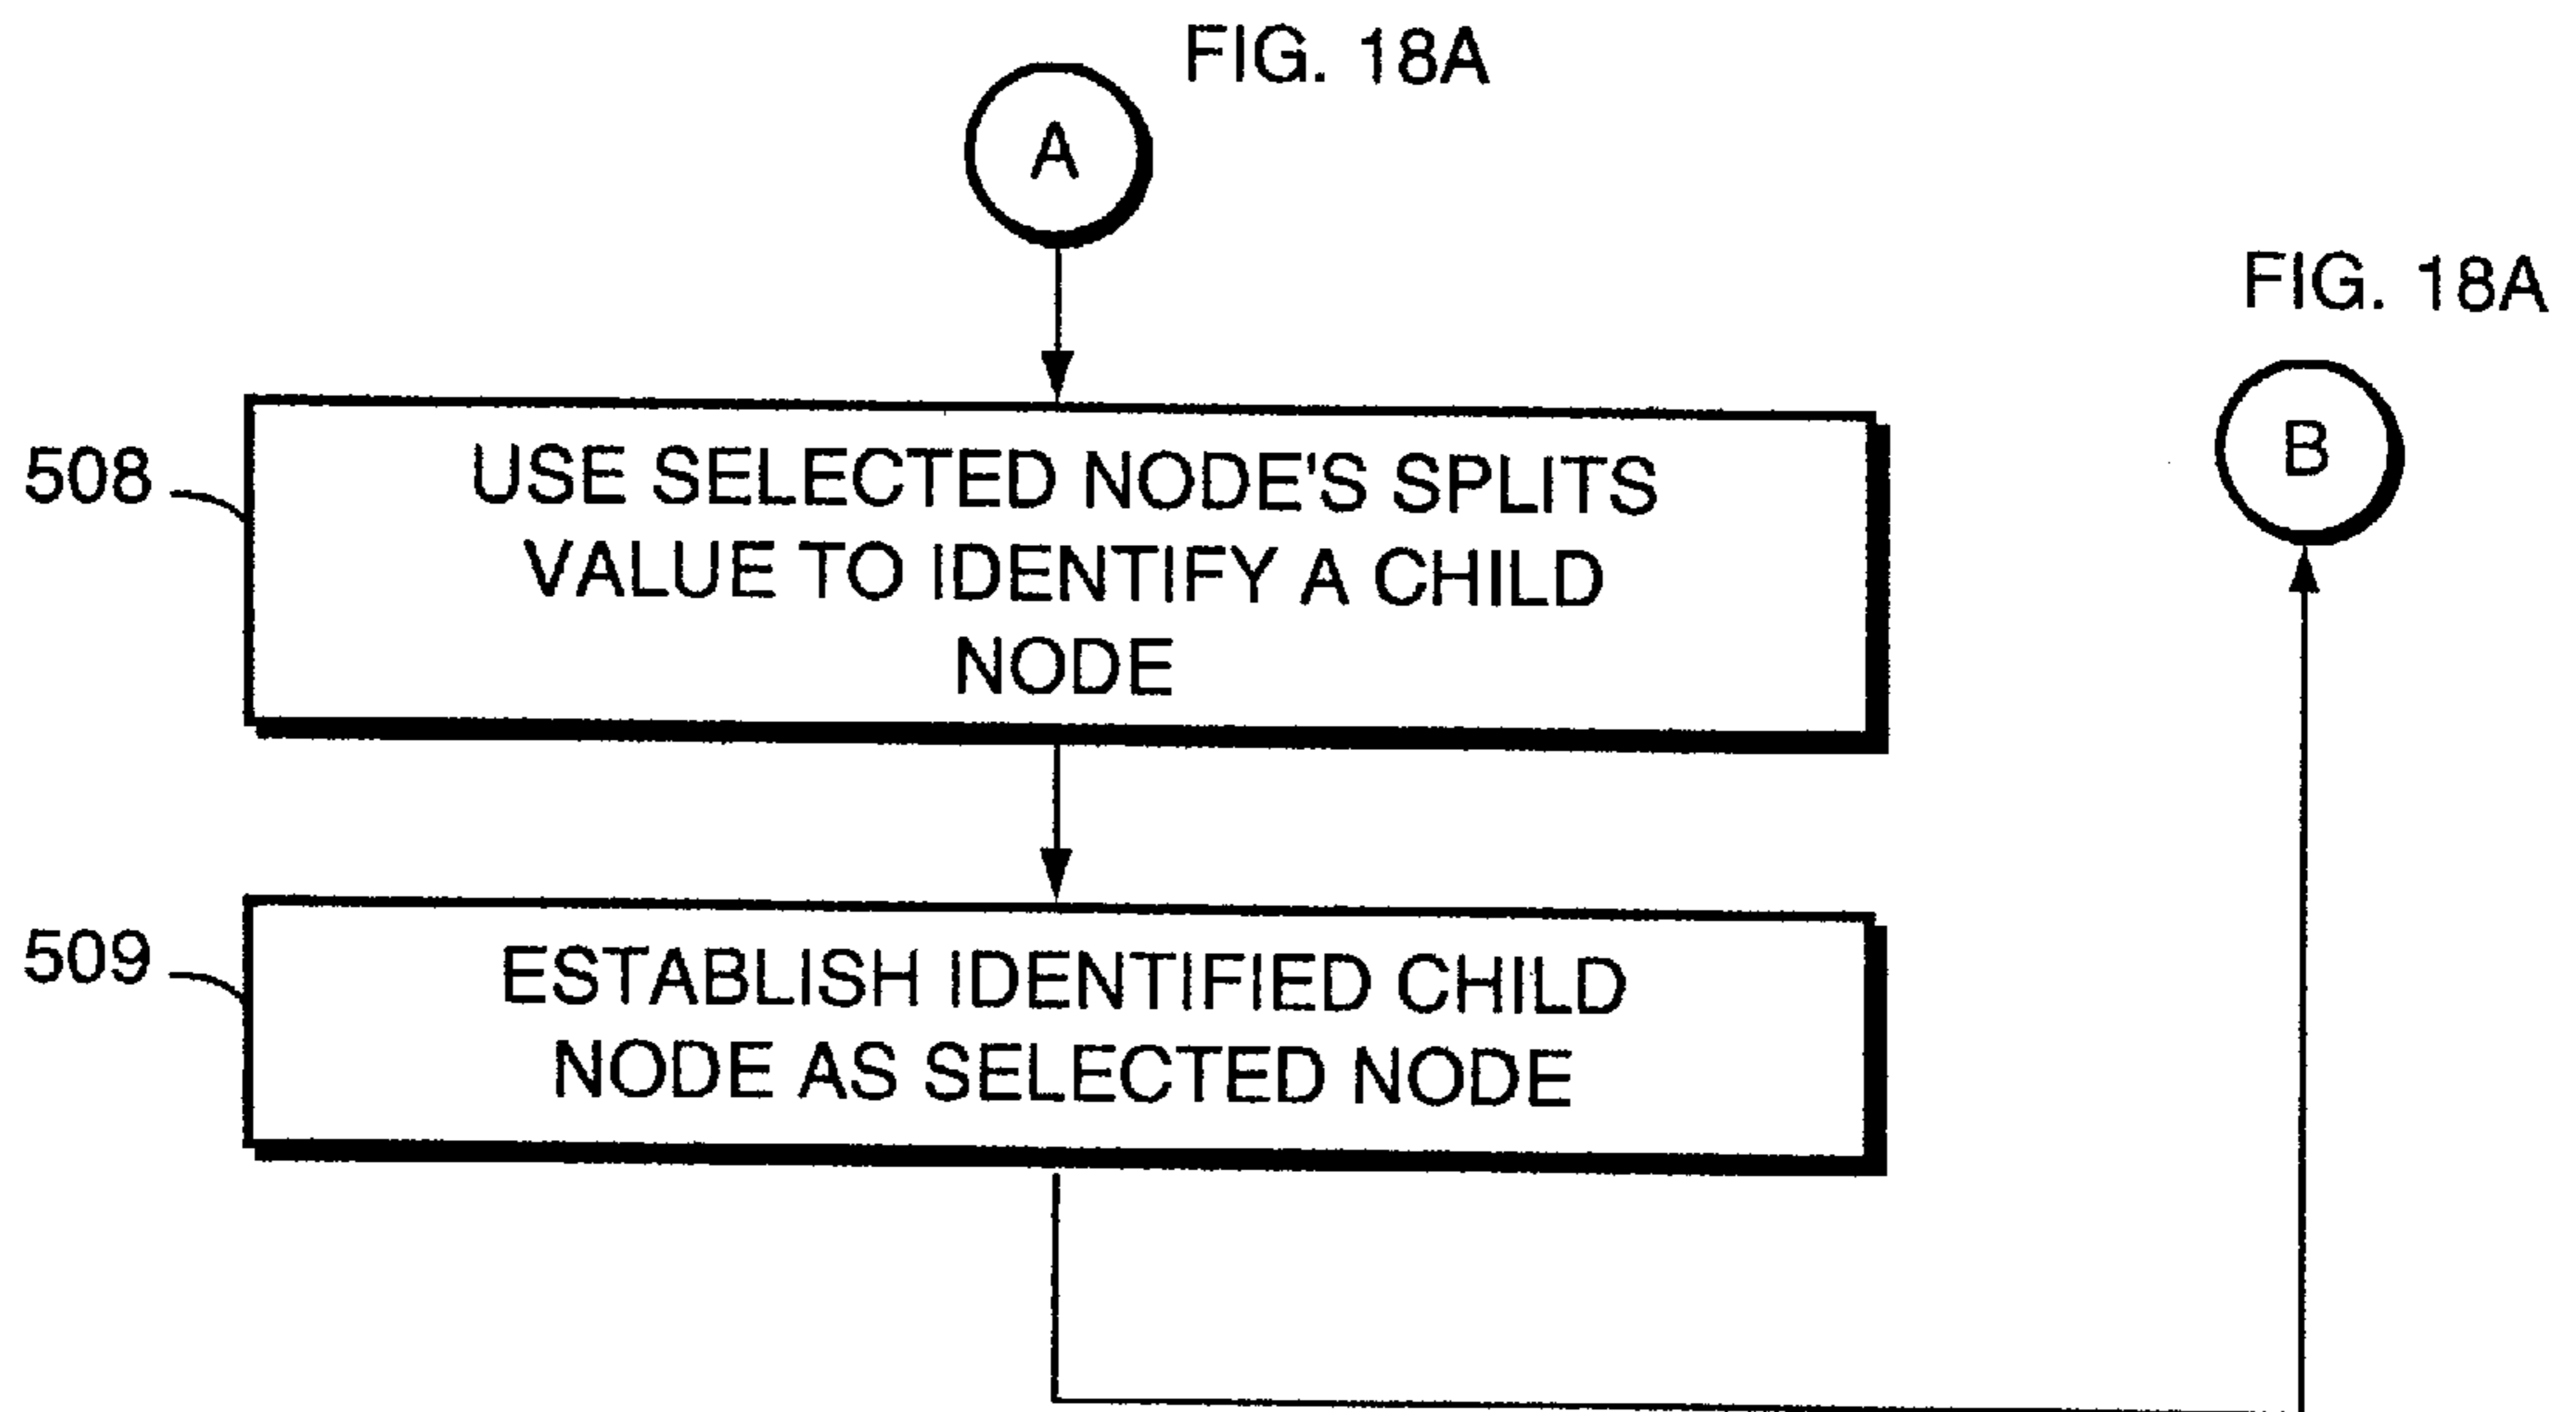 FIG. 18A
A
FIG. 18A
B
508
USE SELECTED NODE'S SPLITS
VALUE TO IDENTIFY A CHILD
NODE
509
ESTABLISH IDENTIFIED CHILD
NODE AS SELECTED NODE